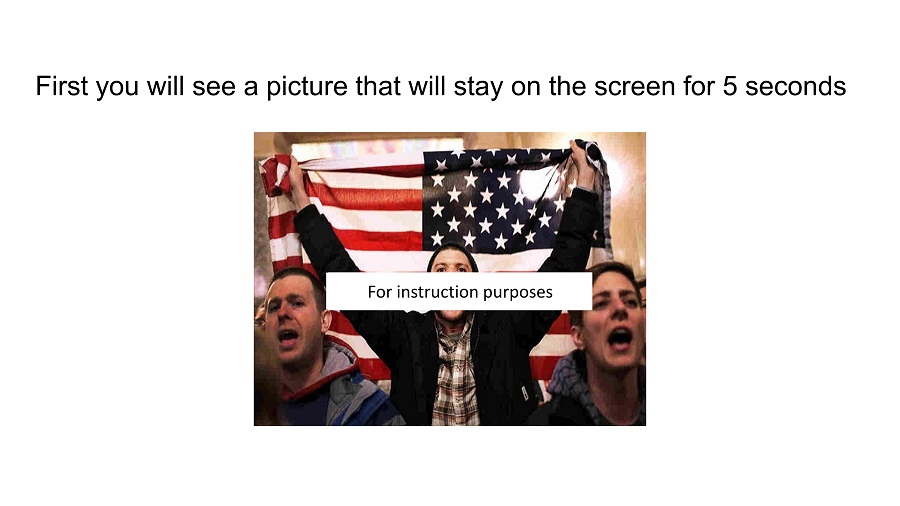 First you will see a picture that will stay on the screen for 5 seconds
For instruction purposes